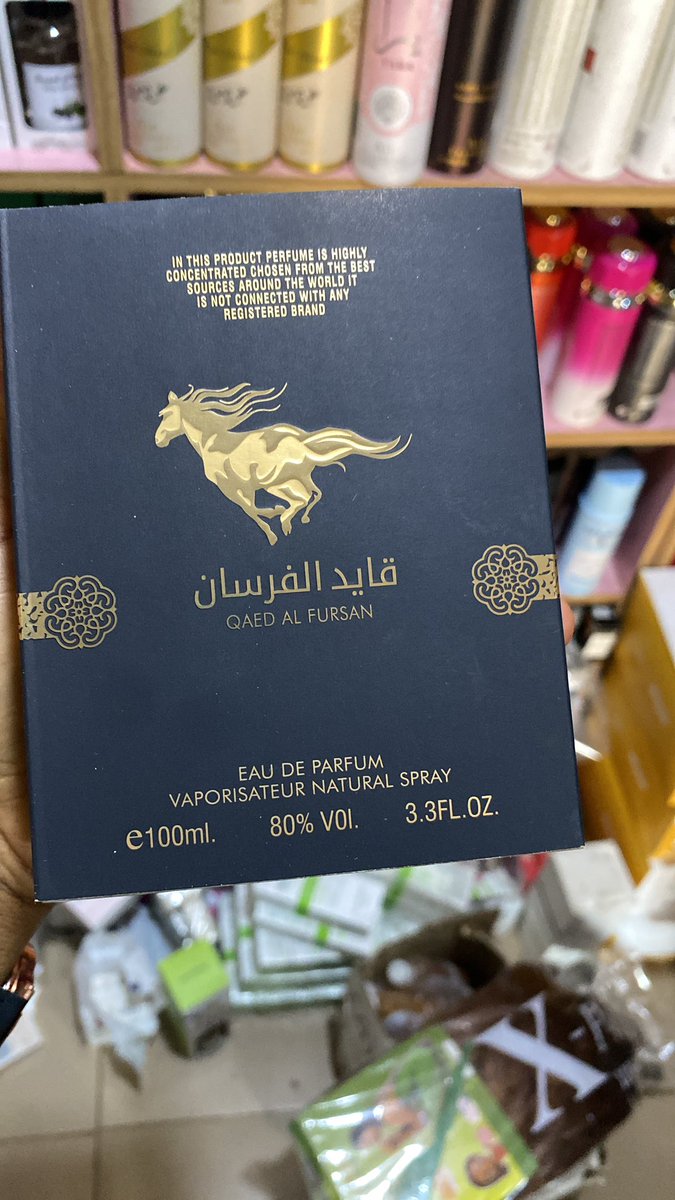 IN THIS PRODUCT PERFUME IS HIGHLY
CONCENTRATED CHOSEN FROM THE BEST
SOURCES AROUND THE WORLD IT
IS NOT CONNECTED WITH ANY
REGISTERED BRAND
قايد الفرسان
QAED AL FURSAN
EAU DE PARFUM
VAPORISATEUR NATURAL SPRAY
e100ml. 80% VOl. 3.3FL.OZ.
X